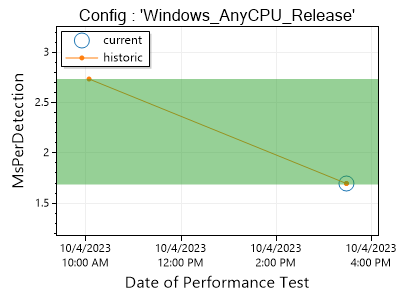 Config : 'Windows_AnyCPU_Release'
current
historic
3
2.5
2
1.5
MsPerDetection
10/4/2023 10/4/2023 10/4/2023 10/4/2023
10:00 AM 12:00 PM 2:00 PM 4:00 PM
Date of Performance Test